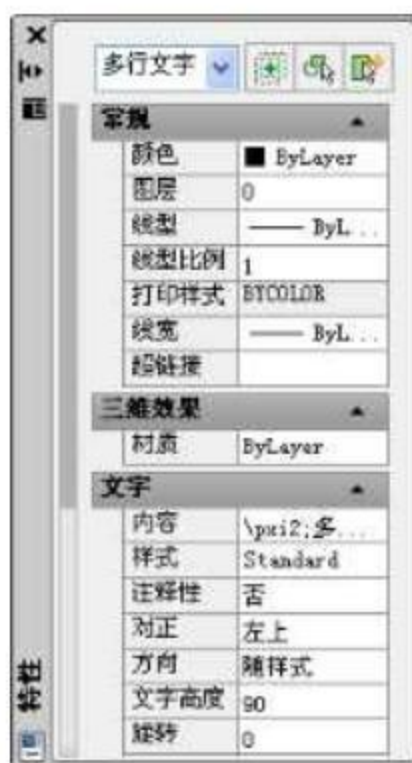 多行文字
常规
颜色 ByLayer
图层 0
线型 ByL...
线型比例 1
打印样式 BYCOLOR
线宽 ByL...
超链接
三维效果
材质 ByLayer
文字
内容 \pxi2;多...
样式 Standard
注释性 否
对正 左上
方向 随样式
文字高度 90
旋转 0
特性